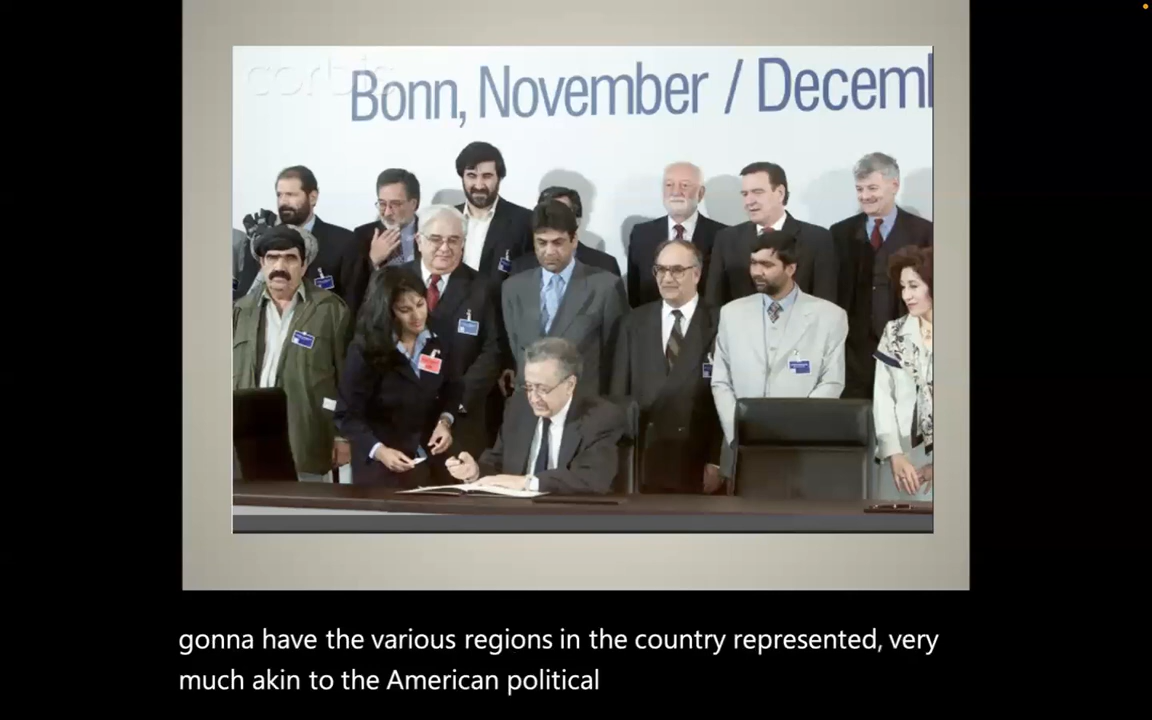 corbis
Bonn, November / Decem
gonna have the various regions in the country represented, very
much akin to the American political